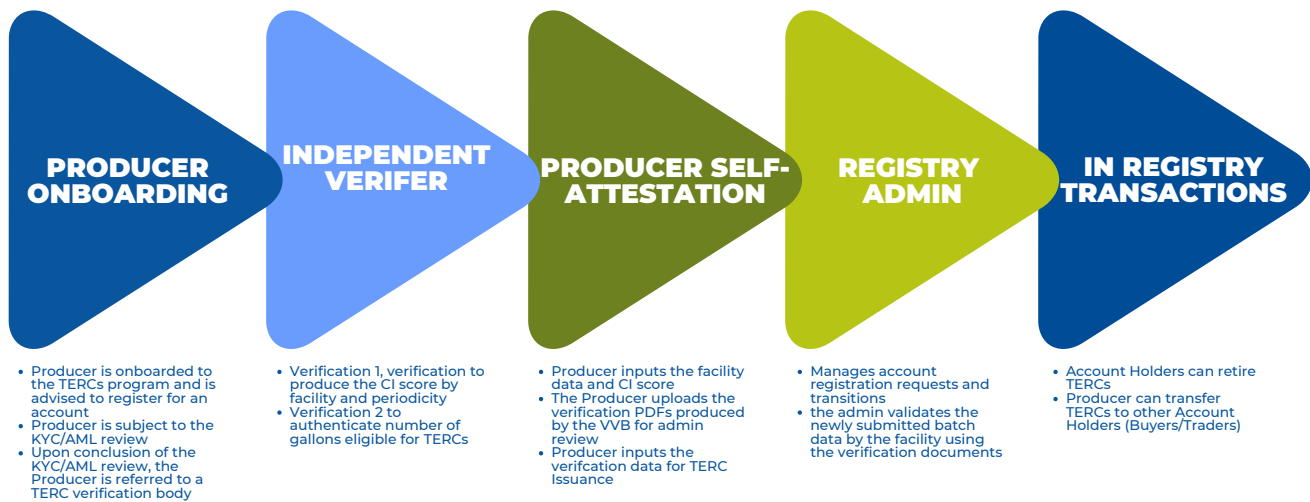 PRODUCER
ONBOARDING
• Producer is onboarded to
the TERCs program and is
advised to register for an
account
• Producer is subject to the
KYC/AML review
• Upon conclusion of the
KYC/AML review, the
Producer is referred to a
TERC verification body
INDEPENDENT
VERIFER
• Verification 1, verification to
produce the CI score by
facility and periodicity
• Verification 2 to
authenticate number of
gallons eligible for TERCs
PRODUCER SELF-
ATTESTATION
• Producer inputs the facility
data and CI score
• The Producer uploads the
verification PDFs produced
by the VVB for admin
review
• Producer inputs the
verifcation data for TERC
Issuance
REGISTRY
ADMIN
• Manages account
registration requests and
transitions
• the admin validates the
newly submitted batch
data by the facility using
the verification documents
IN REGISTRY
TRANSACTIONS
• Account Holders can retire
TERCs
• Producer can transfer
TERCs to other Account
Holders (Buyers/Traders)